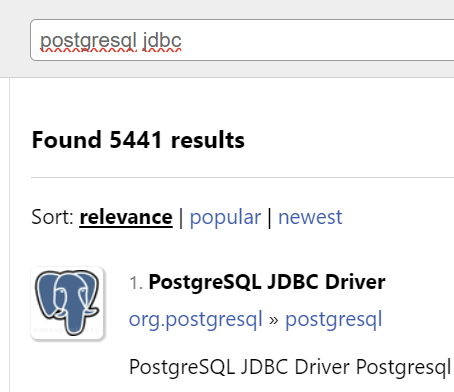 postgresql jdbc
Found 5441 results
Sort: relevance | popular | newest
1. PostgreSQL JDBC Driver
org.postgresql » postgresql
PostgreSQL JDBC Driver Postgresql